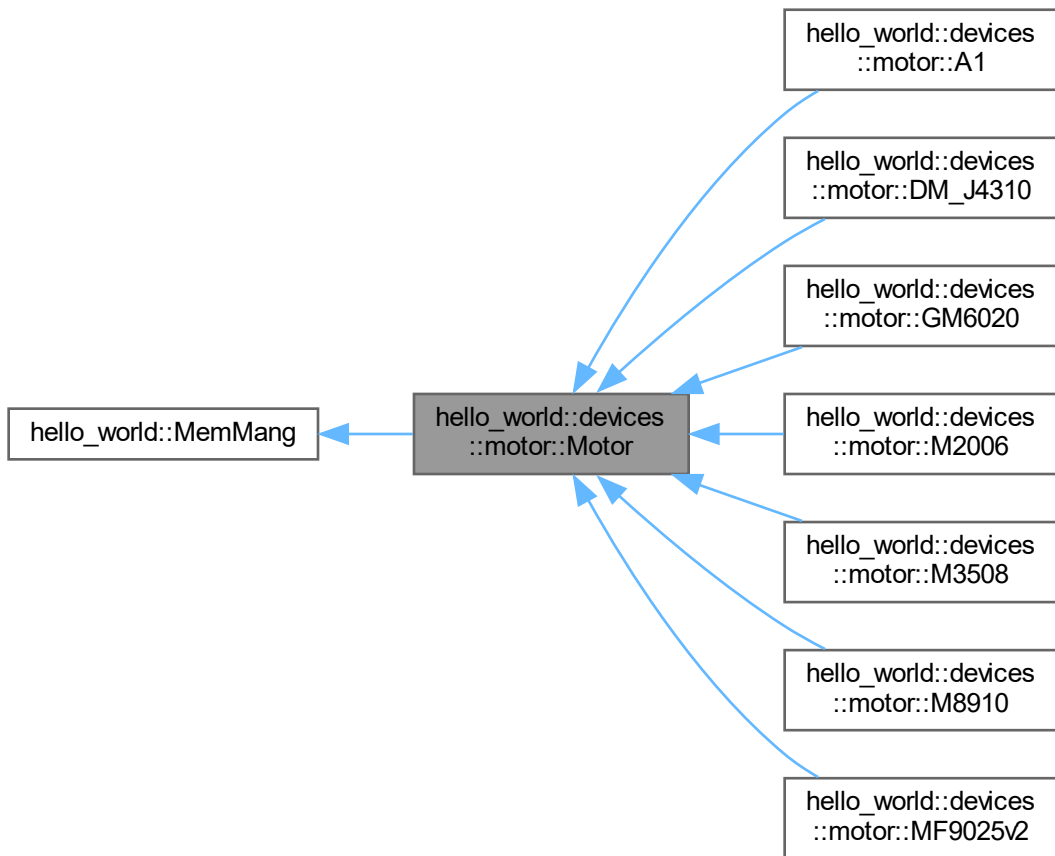 hello_world::MemMang
hello_world::devices
::motor::Motor
hello_world::devices
::motor::A1
hello_world::devices
::motor::DM_J4310
hello_world::devices
::motor::GM6020
hello_world::devices
::motor::M2006
hello_world::devices
::motor::M3508
hello_world::devices
::motor::M8910
hello_world::devices
::motor::MF9025v2